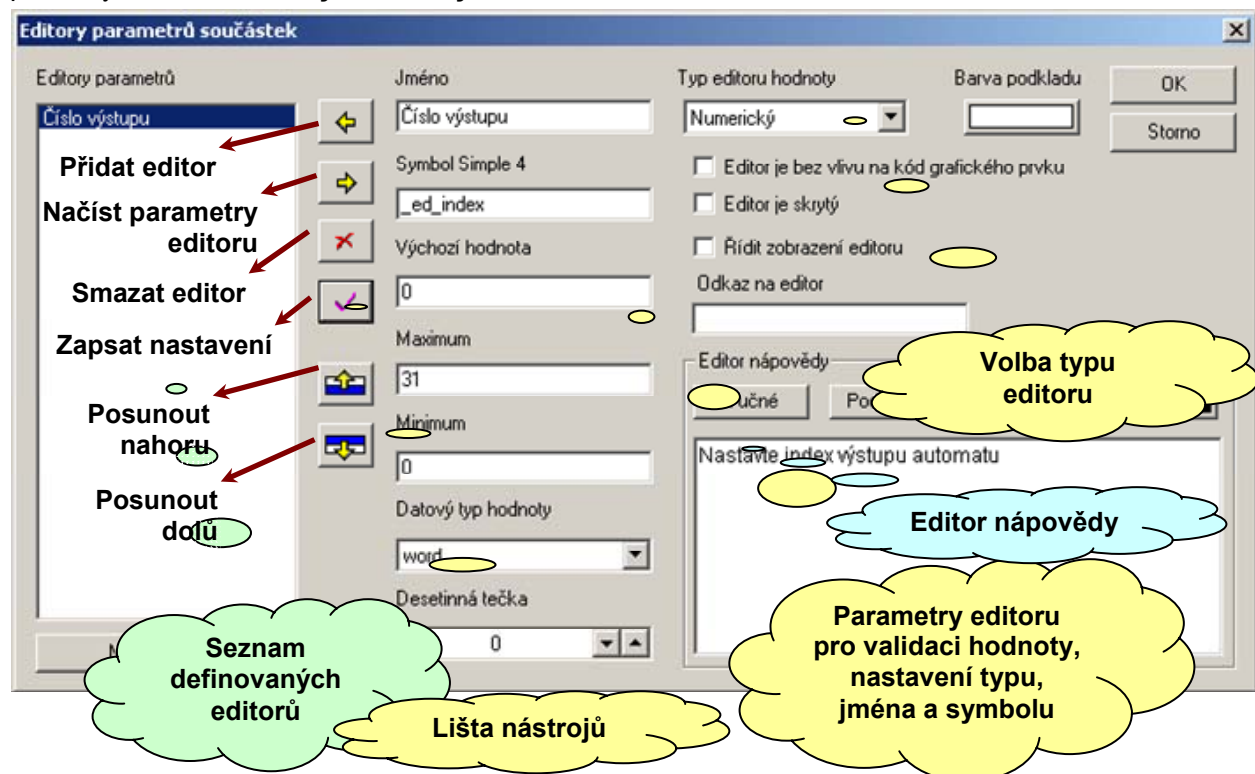 Editory parametrů součástek
Editory parametrů
Číslo výstupu
Přidat editor
Načíst parametry
editoru
Smazat editor
Zapsat nastavení
Posunout
nahoru
Posunout
dolů
Jméno
Číslo výstupu
Symbol Simple 4
_ed_index
Výchozí hodnota
0
Maximum
31
Minimum
0
Datový typ hodnoty
word
Desetinná tečka
0
Typ editoru hodnoty
Numerický
Barva podkladu
OK
Storno
Editor je bez vlivu na kód grafického prvku
Editor je skrytý
Řídit zobrazení editoru
Odkaz na editor
Editor nápovědy
Nastavte index výstupu automatu
Volba typu
editoru
Editor nápovědy
Parametry editoru
pro validaci hodnoty,
nastavení typu,
jména a symbolu
Seznam
definovaných
editorů
Lišta nástrojů